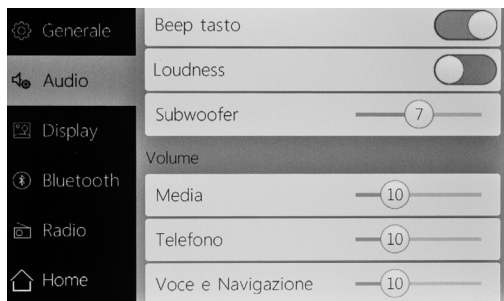 Generale
Audio
Display
Bluetooth
Radio
Home
Beep tasto
Loudness
Subwoofer 7
Volume
Media 10
Telefono 10
Voce e Navigazione 10